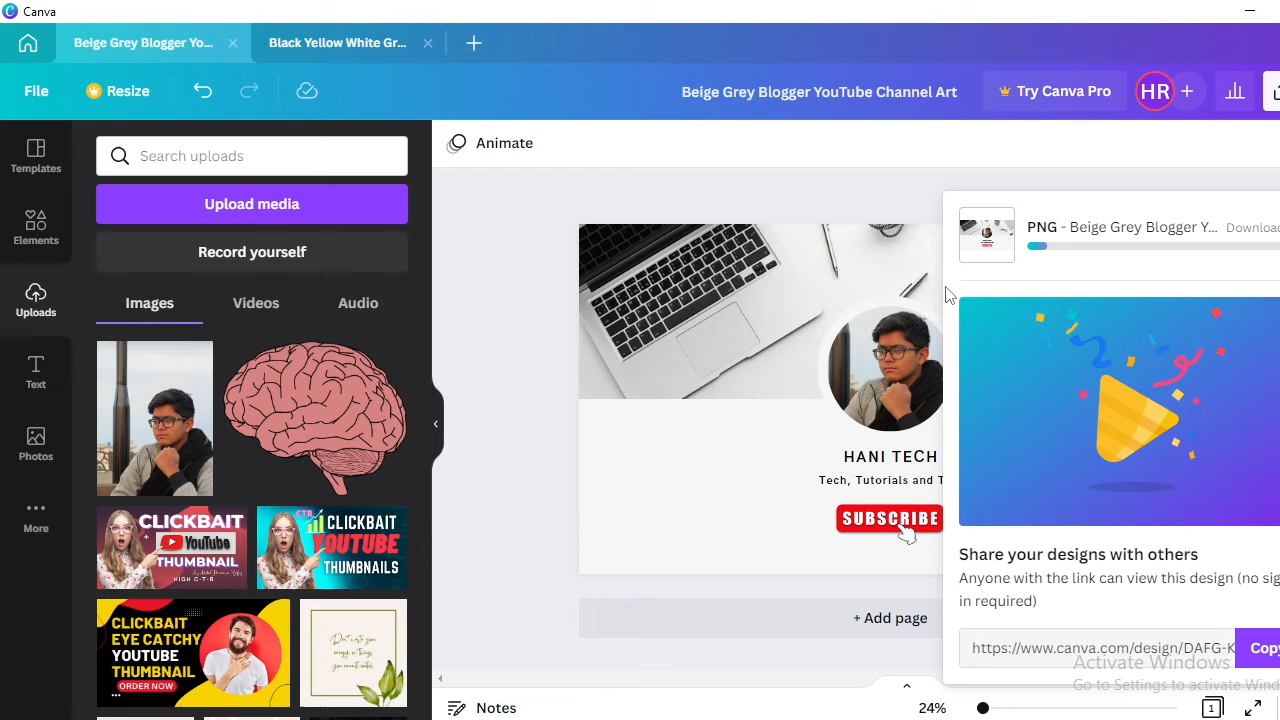 Canva
Beige Grey Blogger Yo...
Black Yellow White Gr...
File
Resize
Beige Grey Blogger YouTube Channel Art
Try Canva Pro
HR
Templates
Elements
Uploads
Text
Photos
More
Search uploads
Upload media
Record yourself
Images
Videos
Audio
CLICKBAIT
+ YouTube
THUMBNAIL
HIGH C-T-R
CTR
CLICKBAIT
YOUTUBE
THUMBNAILS
CLICKBAIT
EYE CATCHY
YOUTUBE
THUMBNAIL
ORDER NOW
Animate
HANI TECH
Tech, Tutorials and T
SUBSCRIBE
+ Add page
PNG - Beige Grey Blogger Y... Downloa
Share your designs with others
Anyone with the link can view this design (no sig
in required)
https://www.canva.com/design/DAFG-K
Copy
Activate Windows
Go to Settings to activate Wind
Notes
24%
1